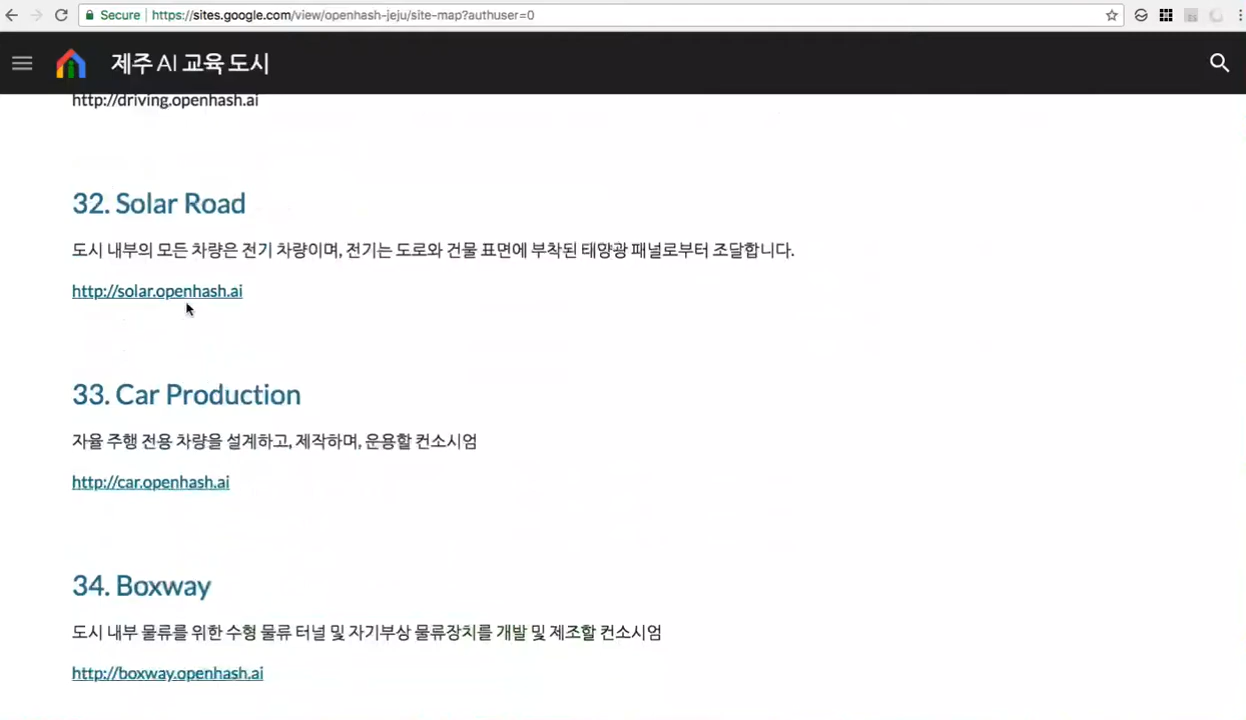 Secure https://sites.google.com/view/openhash-jeju/site-map?authuser=0
제주 AI 교육 도시
http://driving.openhash.ai
32. Solar Road
도시 내부의 모든 차량은 전기 차량이며, 전기는 도로와 건물 표면에 부착된 태양광 패널로부터 조달합니다.
http://solar.openhash.ai
33. Car Production
자율 주행 전용 차량을 설계하고, 제작하며, 운용할 컨소시엄
http://car.openhash.ai
34. Boxway
도시 내부 물류를 위한 수형 물류 터널 및 자기부상 물류장치를 개발 및 제조할 컨소시엄
http://boxway.openhash.ai